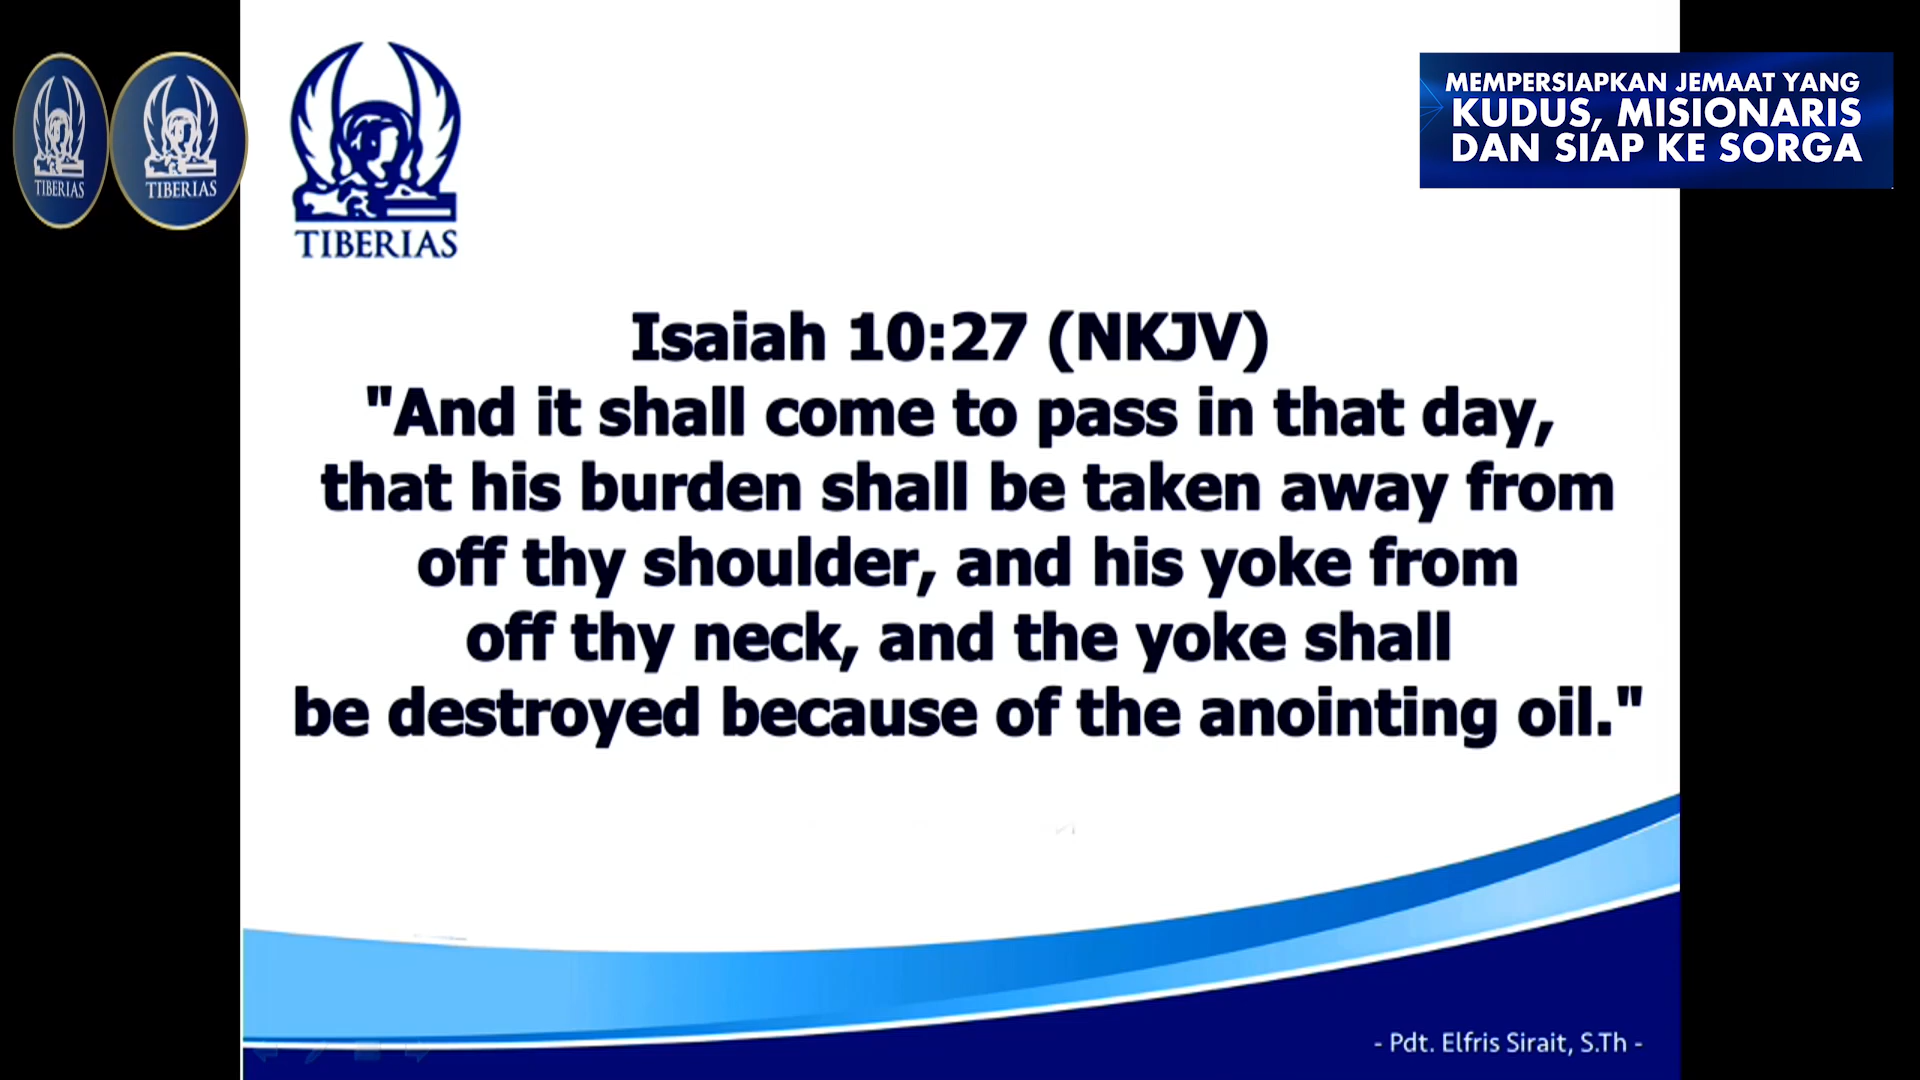 TIBERIAS
TIBERIAS
TIBERIAS
MEMPERSIAPKAN JEMAAT YANG
KUDUS, MISIONARIS
DAN SIAP KE SORGA
Isaiah 10:27 (NKJV)
"And it shall come to pass in that day,
that his burden shall be taken away from
off thy shoulder, and his yoke from
off thy neck, and the yoke shall
be destroyed because of the anointing oil."
- Pdt. Elfris Sirait, S.Th -